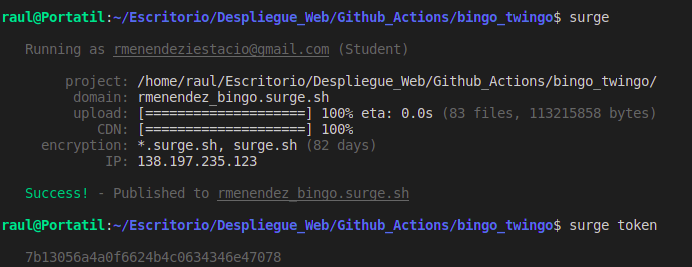 raul@Portatil:~/Escritorio/Despliegue_Web/Github_Actions/bingo_twingo$ surge
Running as rmenendeziestacio@gmail.com (Student)
project: /home/raul/Escritorio/Despliegue_Web/Github_Actions/bingo_twingo/
domain: rmenendez_bingo.surge.sh
upload: [====================] 100% eta: 0.0s (83 files, 113215858 bytes)
CDN: [====================] 100%
encryption: *.surge.sh, surge.sh (82 days)
IP: 138.197.235.123
Success! - Published to rmenendez_bingo.surge.sh
raul@Portatil:~/Escritorio/Despliegue_Web/Github_Actions/bingo_twingo$ surge token
7b13056a4a0f6624b4c0634346e47078